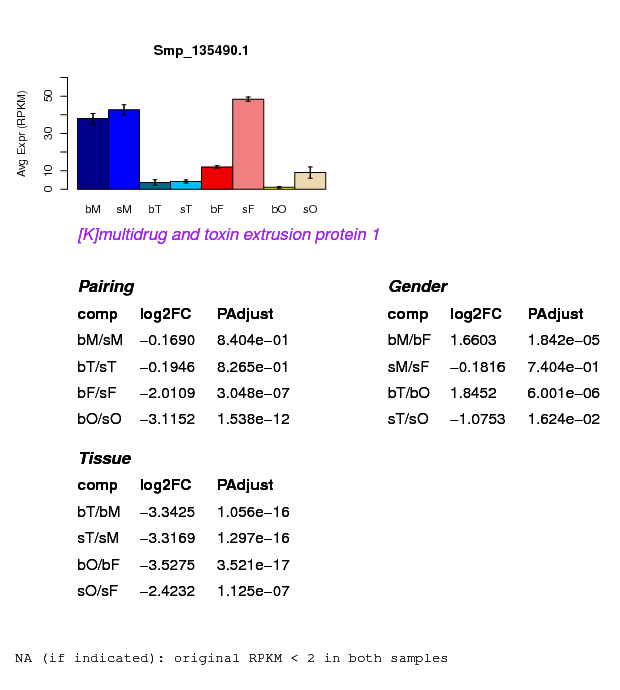 Smp_135490.1
Avg Expr (RPKM)
0 10 30 50
bM sM bT sT bF sF bO sO
[K]multidrug and toxin extrusion protein 1
Pairing
comp log2FC PAdjust
bM/sM −0.1690 8.404e−01
bT/sT −0.1946 8.265e−01
bF/sF −2.0109 3.048e−07
bO/sO −3.1152 1.538e−12
Gender
comp log2FC PAdjust
bM/bF 1.6603 1.842e−05
sM/sF −0.1816 7.404e−01
bT/bO 1.8452 6.001e−06
sT/sO −1.0753 1.624e−02
Tissue
comp log2FC PAdjust
bT/bM −3.3425 1.056e−16
sT/sM −3.3169 1.297e−16
bO/bF −3.5275 3.521e−17
sO/sF −2.4232 1.125e−07
NA (if indicated): original RPKM < 2 in both samples